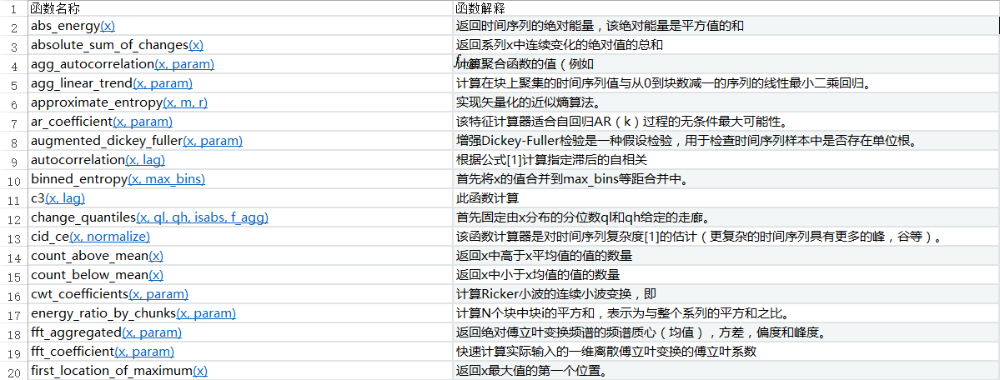 1 函数名称 函数解释
2 abs_energy(x) 返回时间序列的绝对能量，该绝对能量是平方值的和
3 absolute_sum_of_changes(x) 返回系列x中连续变化的绝对值的总和
4 agg_autocorrelation(x, param) 计算聚合函数的值（例如
5 agg_linear_trend(x, param) 计算在块上聚集的时间序列值与从0到块数减一的序列的线性最小二乘回归。
6 approximate_entropy(x, m, r) 实现矢量化的近似熵算法。
7 ar_coefficient(x, param) 该特征计算器适合自回归AR（k）过程的无条件最大可能性。
8 augmented_dickey_fuller(x, param) 增强Dickey-Fuller检验是一种假设检验，用于检查时间序列样本中是否存在单位根。
9 autocorrelation(x, lag) 根据公式[1]计算指定滞后的自相关
10 binned_entropy(x, max_bins) 首先将x的值合并到max_bins等距合并中。
11 c3(x, lag) 此函数计算
12 change_quantiles(x, ql, qh, isabs, f_agg) 首先固定由x分布的分位数ql和qh给定的走廊。
13 cid_ce(x, normalize) 该函数计算器是对时间序列复杂度[1]的估计（更复杂的时间序列具有更多的峰，谷等）。
14 count_above_mean(x) 返回x中高于x平均值的值的数量
15 count_below_mean(x) 返回x中小于x均值的值的数量
16 cwt_coefficients(x, param) 计算Ricker小波的连续小波变换，即
17 energy_ratio_by_chunks(x, param) 计算N个块中块i的平方和，表示为与整个系列的平方和之比。
18 fft_aggregated(x, param) 返回绝对傅立叶变换频谱的频谱质心（均值），方差，偏度和峰度。
19 fft_coefficient(x, param) 快速计算实际输入的一维离散傅立叶变换的傅立叶系数
20 first_location_of_maximum(x) 返回x最大值的第一个位置。